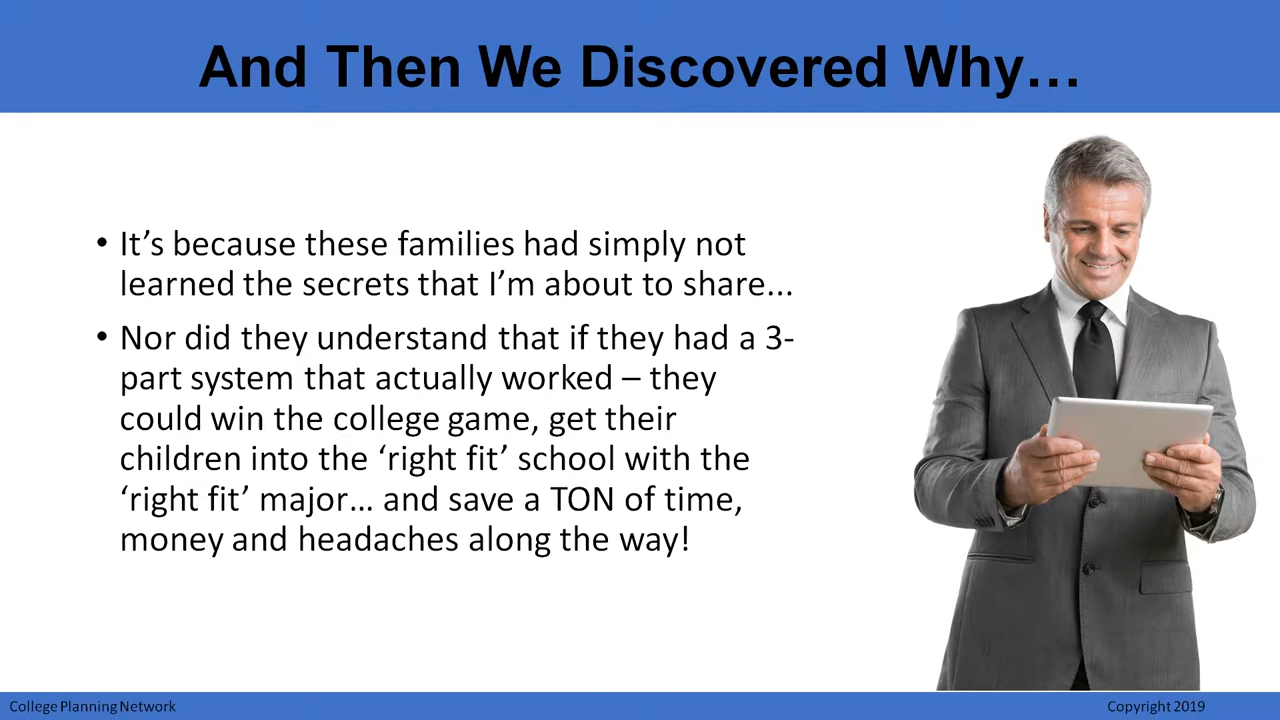 And Then We Discovered Why…
• It’s because these families had simply not
learned the secrets that I’m about to share...
• Nor did they understand that if they had a 3-
part system that actually worked – they
could win the college game, get their
children into the ‘right fit’ school with the
‘right fit’ major… and save a TON of time,
money and headaches along the way!
College Planning Network
Copyright 2019